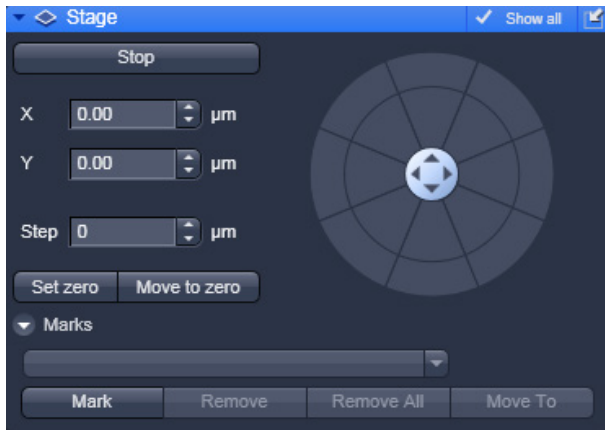 Stage
Show all
Stop
X 0.00 µm
Y 0.00 µm
Step 0 µm
Set zero Move to zero
Marks
Mark Remove Remove All Move To